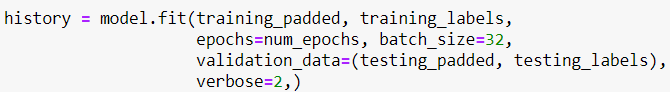 history = model.fit(training_padded, training_labels,
                    epochs=num_epochs, batch_size=32,
                    validation_data=(testing_padded, testing_labels),
                    verbose=2,)